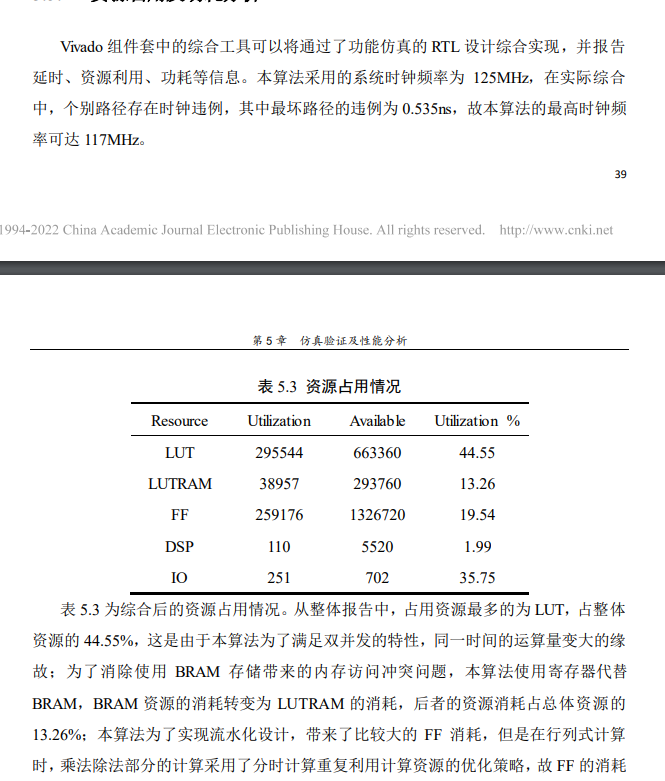 Vivado 组件套中的综合工具可以将通过了功能仿真的 RTL 设计综合实现，并报告
延时、资源利用、功耗等信息。本算法采用的系统时钟频率为 125MHz，在实际综合
中，个别路径存在时钟违例，其中最坏路径的违例为 0.535ns，故本算法的最高时钟频
率可达 117MHz。
39
1994-2022 China Academic Journal Electronic Publishing House. All rights reserved. http://www.cnki.net
第 5 章 仿真验证及性能分析
表 5.3 资源占用情况
Resource Utilization Available Utilization %
LUT 295544 663360 44.55
LUTRAM 38957 293760 13.26
FF 259176 1326720 19.54
DSP 110 5520 1.99
IO 251 702 35.75
表 5.3 为综合后的资源占用情况。从整体报告中，占用资源最多的为 LUT，占整体
资源的 44.55%，这是由于本算法为了满足双并发的特性，同一时间的运算量变大的缘
故；为了消除使用 BRAM 存储带来的内存访问冲突问题，本算法使用寄存器代替
BRAM，BRAM 资源的消耗转变为 LUTRAM 的消耗，后者的资源消耗占总体资源的
13.26%；本算法为了实现流水化设计，带来了比较大的 FF 消耗，但是在行列式计算
时，乘法除法部分的计算采用了分时计算重复利用计算资源的优化策略，故 FF 的消耗